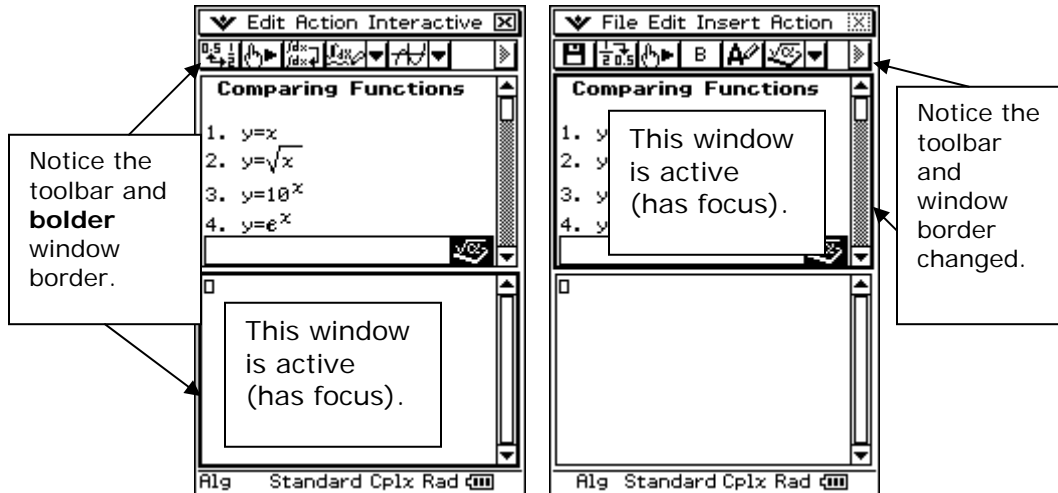 Edit Action Interactive
Comparing Functions
1. y=x
2. y=√x
3. y=10^x
4. y=e^x
Notice the
toolbar and
bolder
window
border.
This window
is active
(has focus).
Alg Standard Cplx Rad
File Edit Insert Action
B
Comparing Functions
1. y
2. y
3. y
4. y
This window
is active
(has focus).
Notice the
toolbar
and
window
border
changed.
Alg Standard Cplx Rad